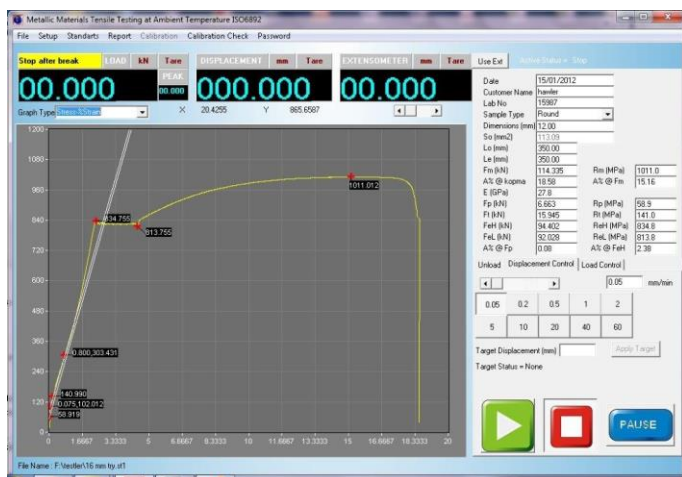 Metallic Materials Tensile Testing at Ambient Temperature ISO6892
File Setup Standarts Report Calibration Calibration Check Password
Stop after break LOAD kN Tare DISPLACEMENT mm Tare EXTENSOMETER mm Tare Use Ext Active Status = Stop
00.000 PEAK 00.000 000.000 00.000
Graph Type Stress-%Strain X 20.4255 Y 865.6587
Date 15/01/2012
Customer Name hawler
Lab No 15987
Sample Type Round
Dimensions (mm) 12.00
So (mm2) 113.09
Lo (mm) 350.00
Le (mm) 350.00
Fm (kN) 114.335 Rm (MPa) 1011.0
A% @ kopma 18.58 A% @ Fm 15.16
E (GPa) 27.8
Fp (kN) 6.663 Rp (MPa) 58.9
Ft (kN) 15.945 Rt (MPa) 141.0
FeH (kN) 94.402 ReH (MPa) 834.8
FeL (kN) 92.028 ReL (MPa) 813.8
A% @ Fp 0.08 A% @ FeH 2.38
Unload Displacement Control Load Control
0.05 mm/min
0.05 0.2 0.5 1 2
5 10 20 40 60
Target Displacement (mm) Apply Target
Target Status = None
PAUSE
1200
1080
960
840
720
600
480
360
240
120
0
1011.012
834.755
813.755
0.800,303.431
140.990
0.075,102.012
58.919
0 1.6667 3.3333 5 6.6667 8.3333 10 11.6667 13.3333 15 16.6667 18.3333 20
File Name : F:\testler\16 mm try.st1